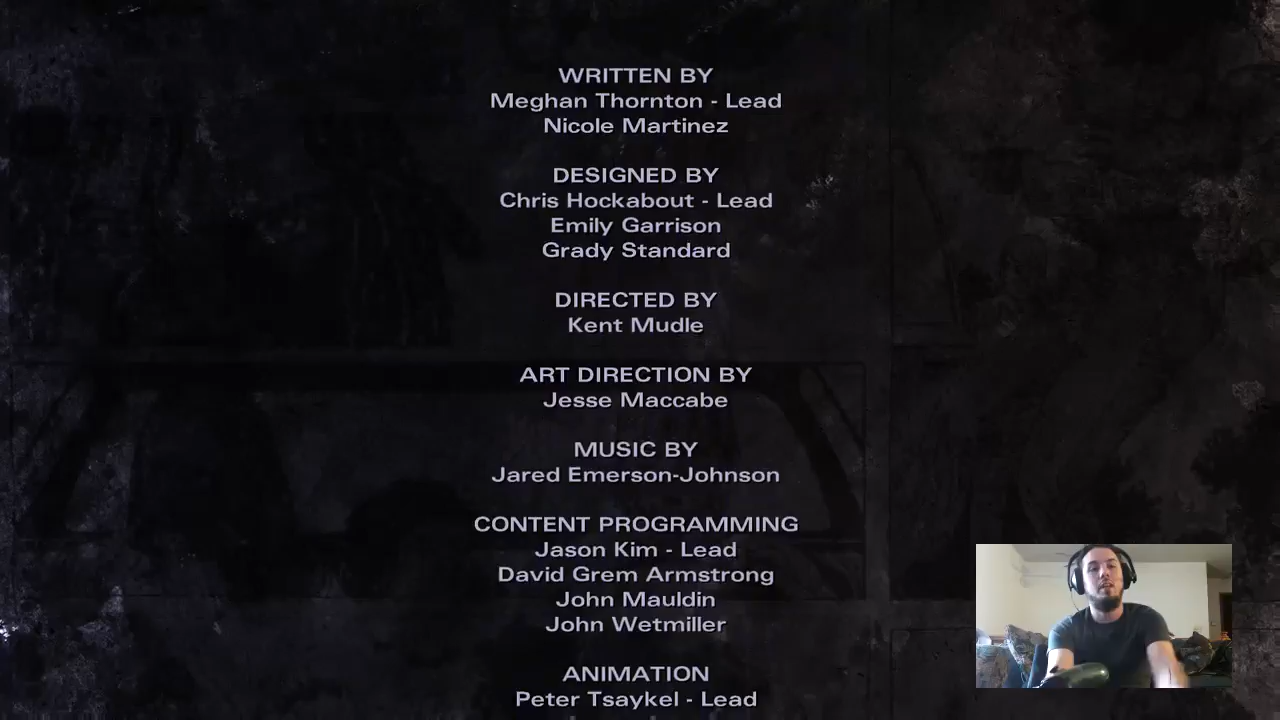 WRITTEN BY
Meghan Thornton - Lead
Nicole Martinez
DESIGNED BY
Chris Hockabout - Lead
Emily Garrison
Grady Standard
DIRECTED BY
Kent Mudle
ART DIRECTION BY
Jesse Maccabe
MUSIC BY
Jared Emerson-Johnson
CONTENT PROGRAMMING
Jason Kim - Lead
David Grem Armstrong
John Mauldin
John Wetmiller
ANIMATION
Peter Tsaykel - Lead